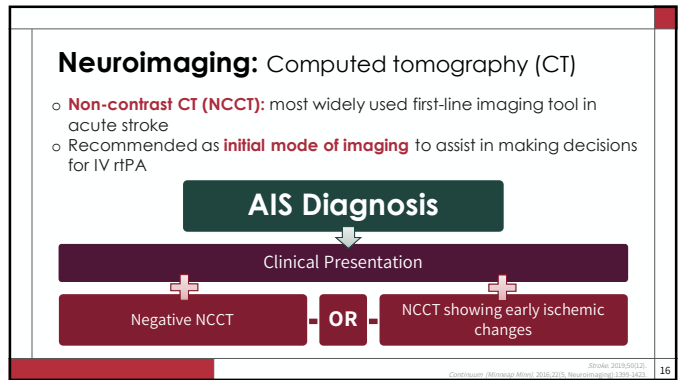 Neuroimaging: Computed tomography (CT)
o Non-contrast CT (NCCT): most widely used first-line imaging tool in
acute stroke
o Recommended as initial mode of imaging to assist in making decisions
for IV rtPA
AIS Diagnosis
Clinical Presentation
Negative NCCT
- OR -
NCCT showing early ischemic
changes
Stroke. 2019;50(12).
Continuum (Minneap Minn). 2016;22(5, Neuroimaging):1399-1423.
16